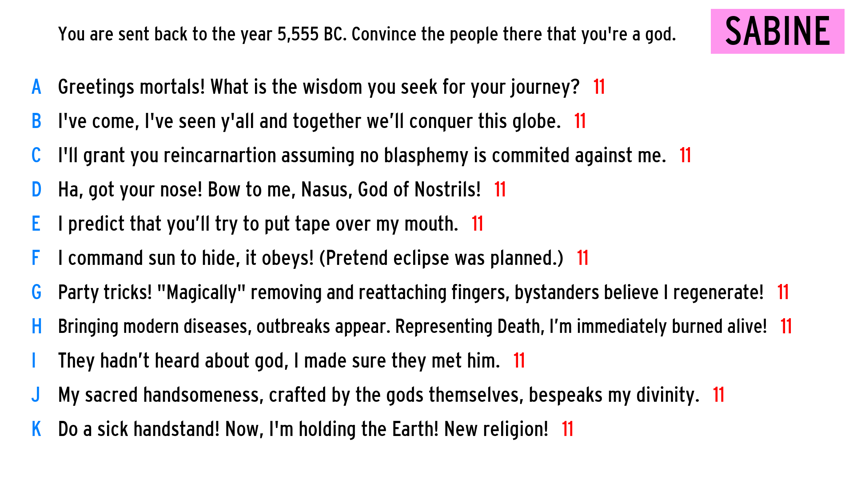 You are sent back to the year 5,555 BC. Convince the people there that you're a god.
SABINE
A Greetings mortals! What is the wisdom you seek for your journey? 11
B I've come, I've seen y'all and together we’ll conquer this globe. 11
C I'll grant you reincarnartion assuming no blasphemy is commited against me. 11
D Ha, got your nose! Bow to me, Nasus, God of Nostrils! 11
E I predict that you’ll try to put tape over my mouth. 11
F I command sun to hide, it obeys! (Pretend eclipse was planned.) 11
G Party tricks! "Magically" removing and reattaching fingers, bystanders believe I regenerate! 11
H Bringing modern diseases, outbreaks appear. Representing Death, I’m immediately burned alive! 11
I They hadn’t heard about god, I made sure they met him. 11
J My sacred handsomeness, crafted by the gods themselves, bespeaks my divinity. 11
K Do a sick handstand! Now, I'm holding the Earth! New religion! 11